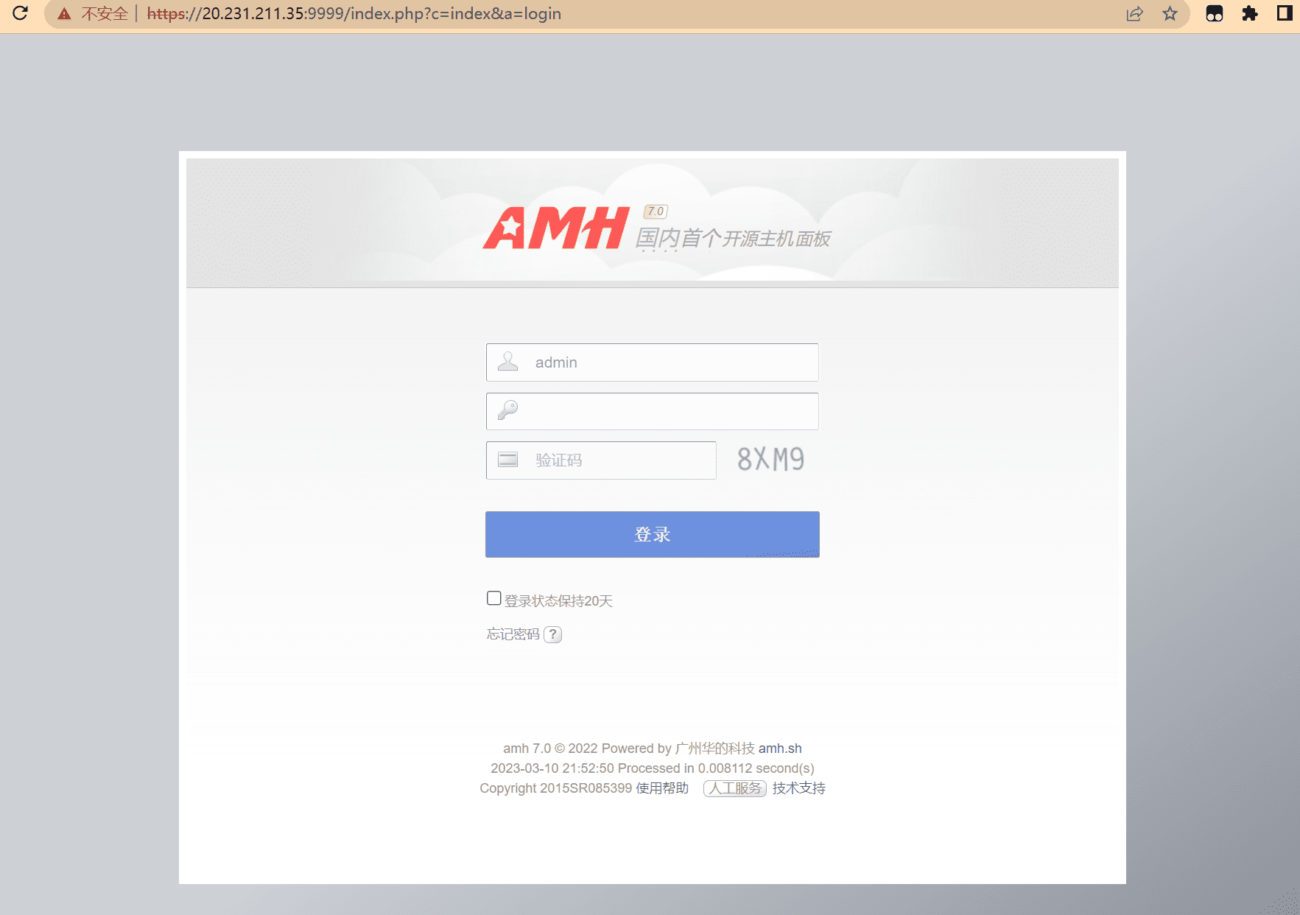 不安全 https://20.231.211.35:9999/index.php?c=index&a=login
AMH 7.0
国内首个开源主机面板
admin
验证码 8XM9
登录
登录状态保持20天
忘记密码 ?
amh 7.0 © 2022 Powered by 广州华的科技 amh.sh
2023-03-10 21:52:50 Processed in 0.008112 second(s)
Copyright 2015SR085399 使用帮助 人工服务 技术支持